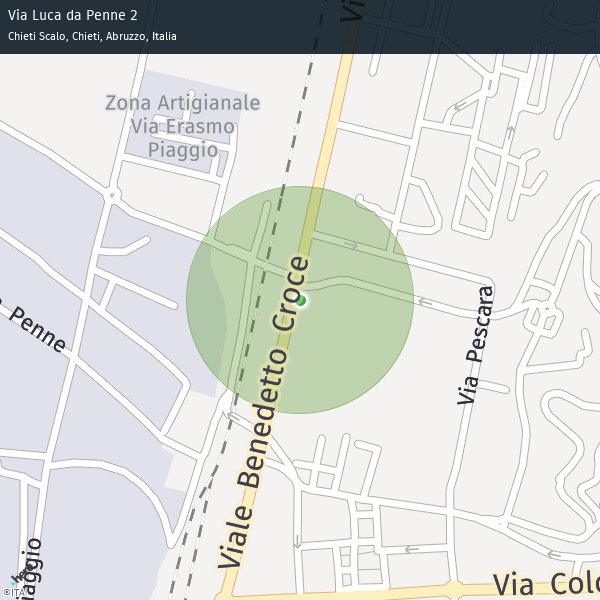 Via Luca da Penne 2
Chieti Scalo, Chieti, Abruzzo, Italia
Zona Artigianale
Via Erasmo
Piaggio
Viale Benedetto Croce
Via Pescara
Penne
iaggio
Via Colo
©ITA